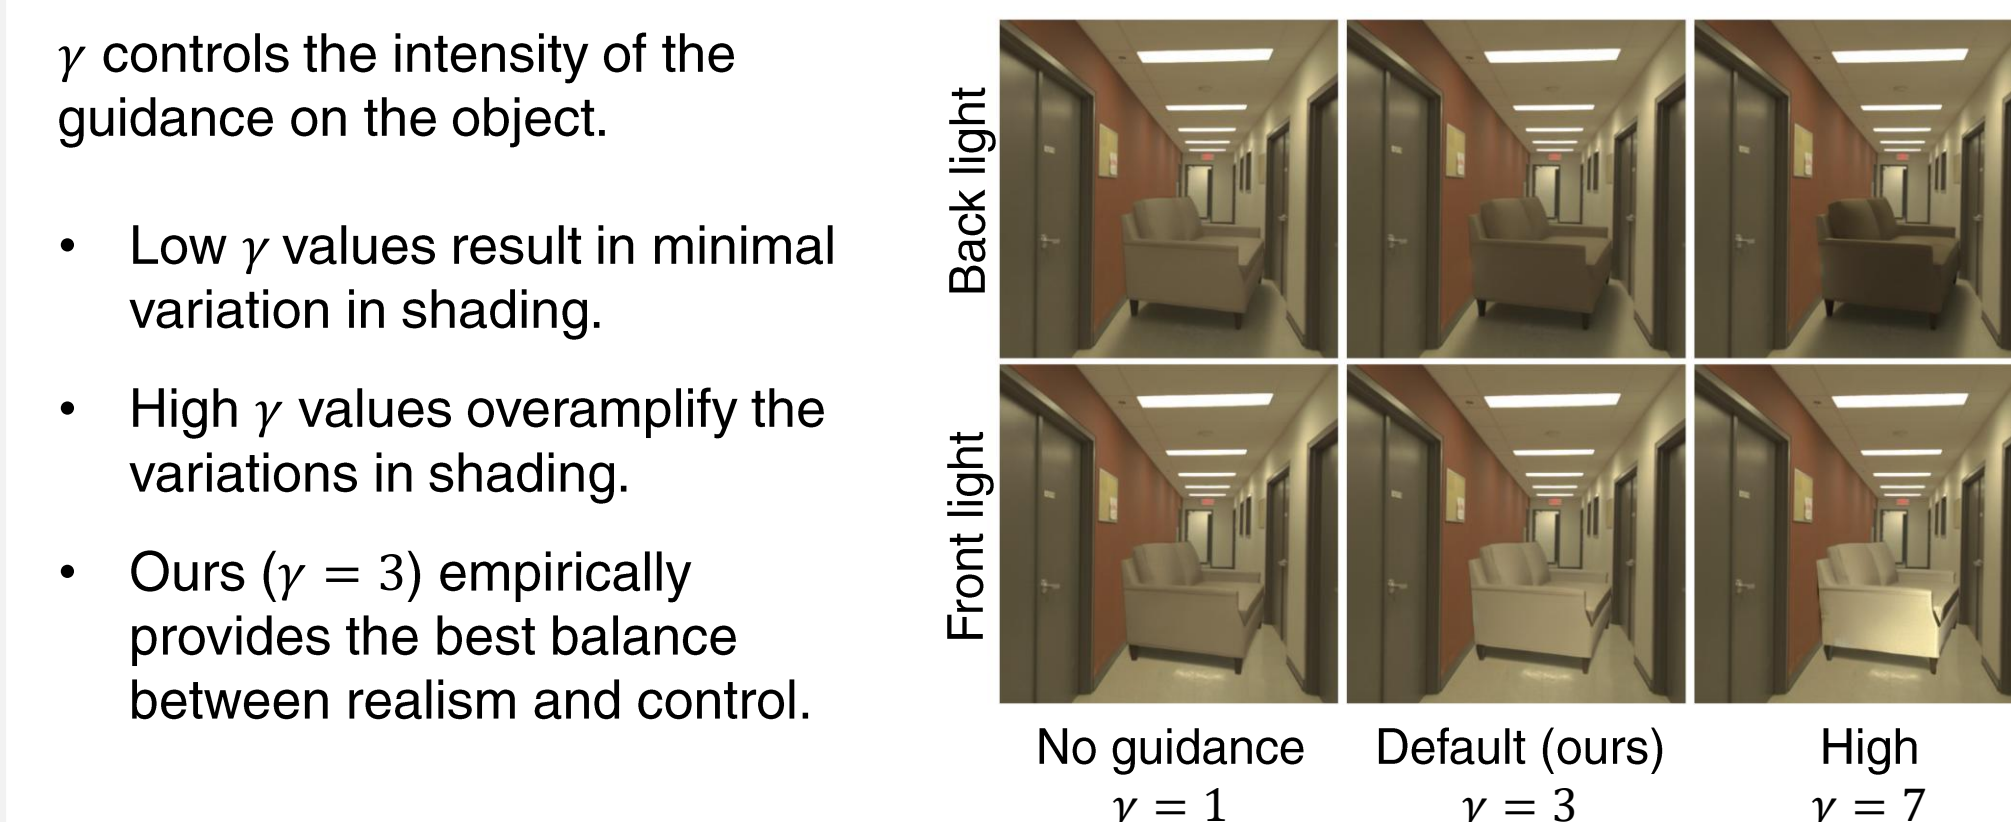 γ controls the intensity of the
guidance on the object.
• Low γ values result in minimal
variation in shading.
• High γ values overamplify the
variations in shading.
• Ours (γ = 3) empirically
provides the best balance
between realism and control.
Back light
Front light
No guidance
γ = 1
Default (ours)
γ = 3
High
γ = 7